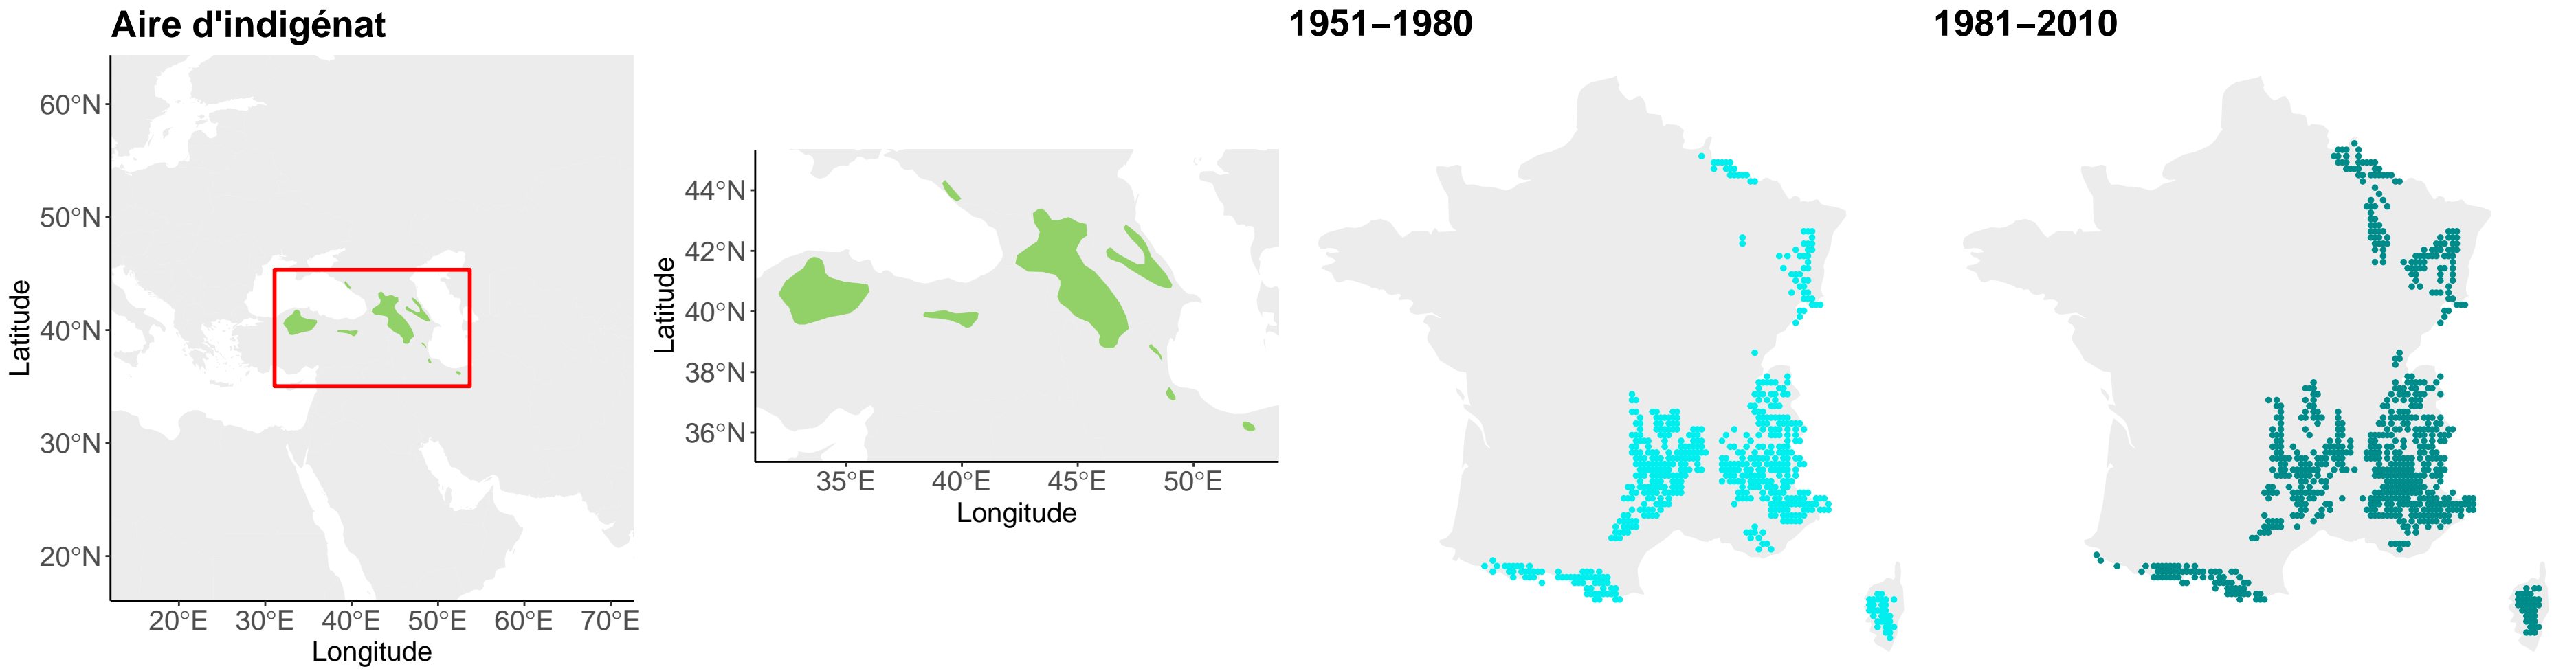 Aire d'indigénat
1951–1980
1981–2010
60°N
50°N
40°N
30°N
20°N
Latitude
20°E 30°E 40°E 50°E 60°E 70°E
Longitude
44°N
42°N
40°N
38°N
36°N
Latitude
35°E 40°E 45°E 50°E
Longitude